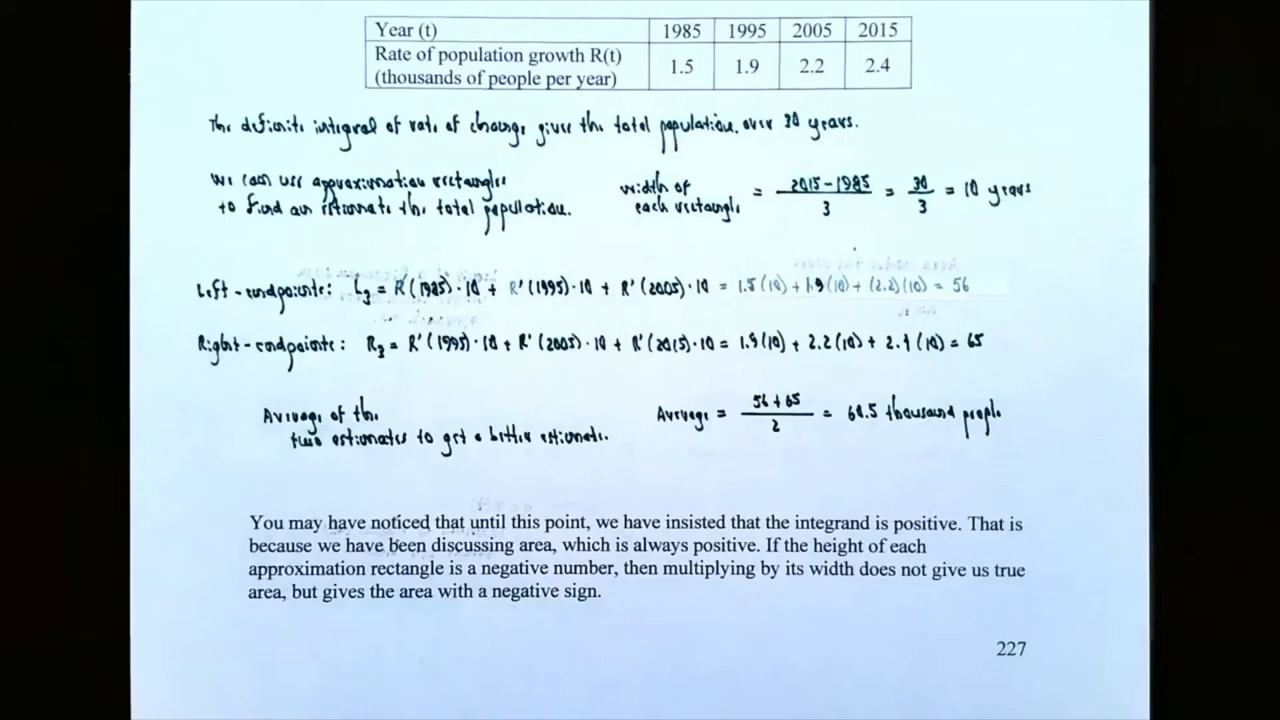 Year (t) 1985 1995 2005 2015
Rate of population growth R(t)
(thousands of people per year) 1.5 1.9 2.2 2.4
The definite integral of rate of change gives the total population over 30 years.
We can use approximation rectangles
to find an estimate the total population.
width of
each rectangle = 2015-1985 / 3 = 30 / 3 = 10 years
Left-endpoints: L3 = R'(1985)·10 + R'(1995)·10 + R'(2005)·10 = 1.5(10) + 1.9(10) + (2.2)(10) = 56
Right-endpoints: R3 = R'(1995)·10 + R'(2005)·10 + R'(2015)·10 = 1.9(10) + 2.2(10) + 2.4(10) = 65
Average of the
two estimates to get a better estimate.
Average = 56+65 / 2 = 60.5 thousand people
You may have noticed that until this point, we have insisted that the integrand is positive. That is
because we have been discussing area, which is always positive. If the height of each
approximation rectangle is a negative number, then multiplying by its width does not give us true
area, but gives the area with a negative sign.
227